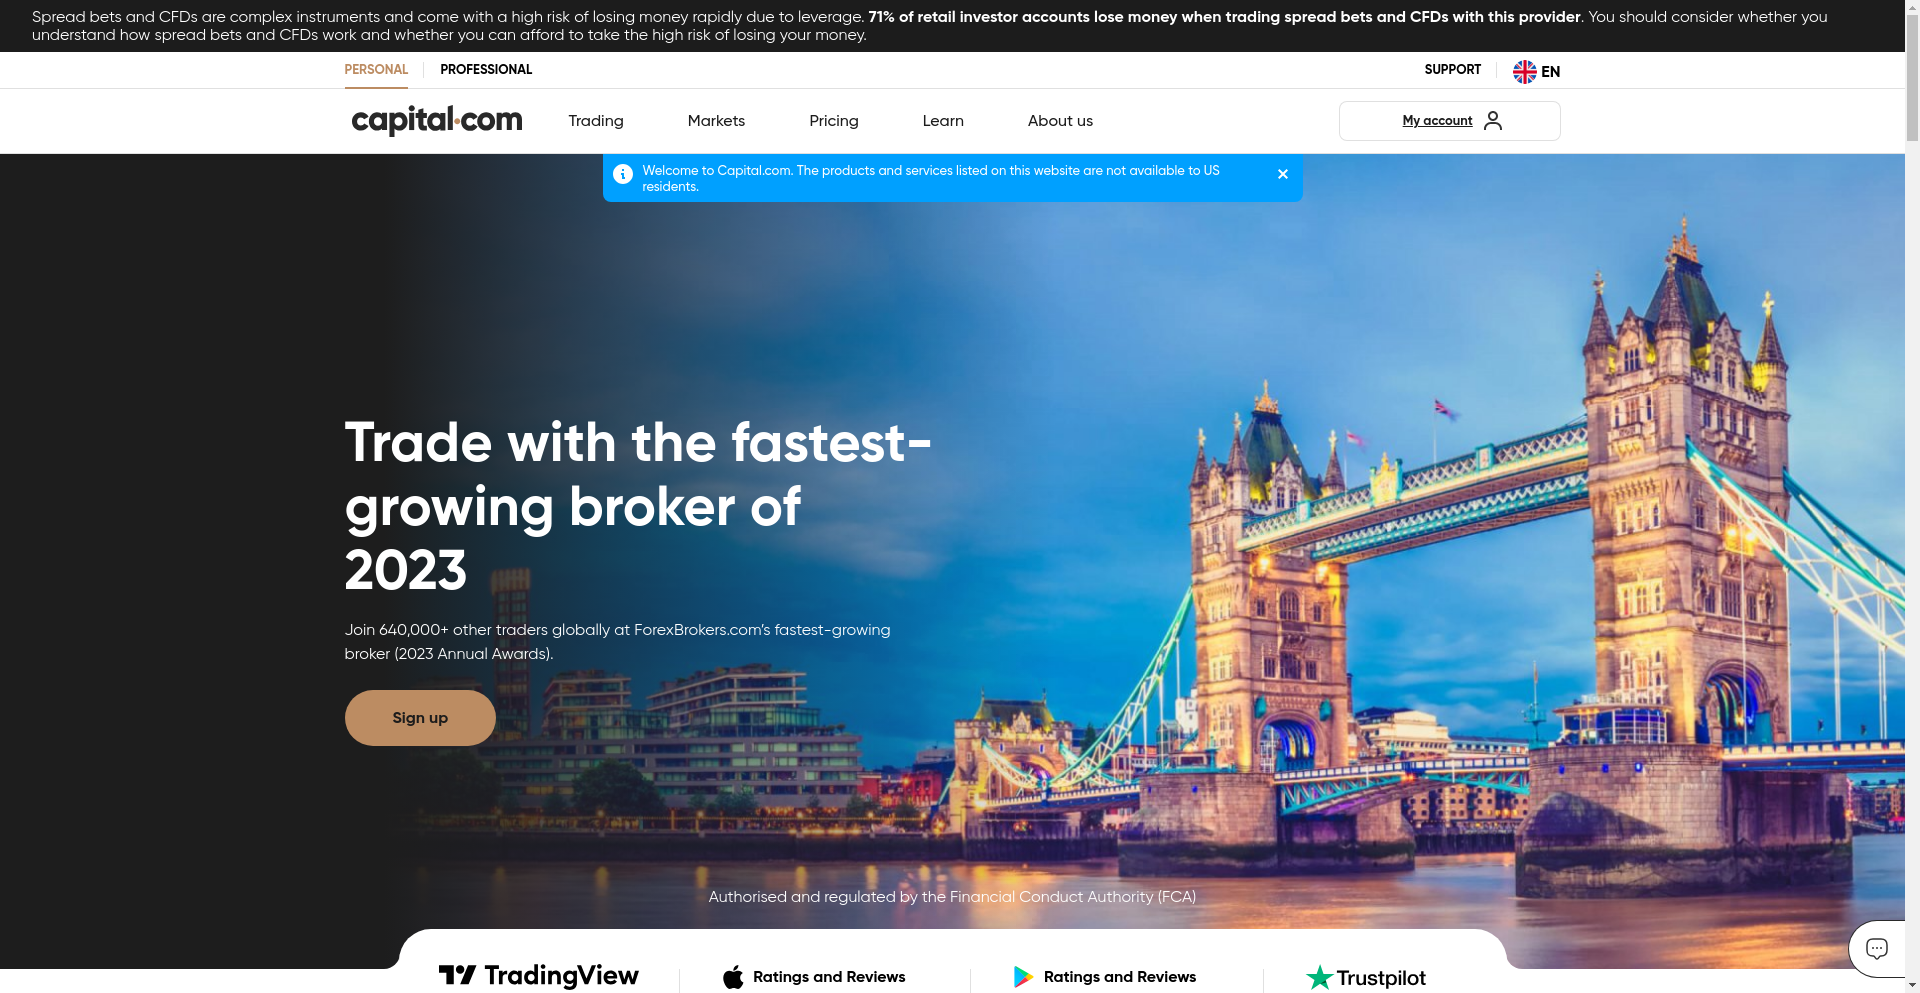 Spread bets and CFDs are complex instruments and come with a high risk of losing money rapidly due to leverage. 71% of retail investor accounts lose money when trading spread bets and CFDs with this provider. You should consider whether you
understand how spread bets and CFDs work and whether you can afford to take the high risk of losing your money.
PERSONAL PROFESSIONAL SUPPORT EN
capital.com Trading Markets Pricing Learn About us My account
Welcome to Capital.com. The products and services listed on this website are not available to US
residents.
Trade with the fastest-
growing broker of
2023
Join 640,000+ other traders globally at ForexBrokers.com’s fastest-growing
broker (2023 Annual Awards).
Sign up
Authorised and regulated by the Financial Conduct Authority (FCA)
TradingView Ratings and Reviews Ratings and Reviews Trustpilot